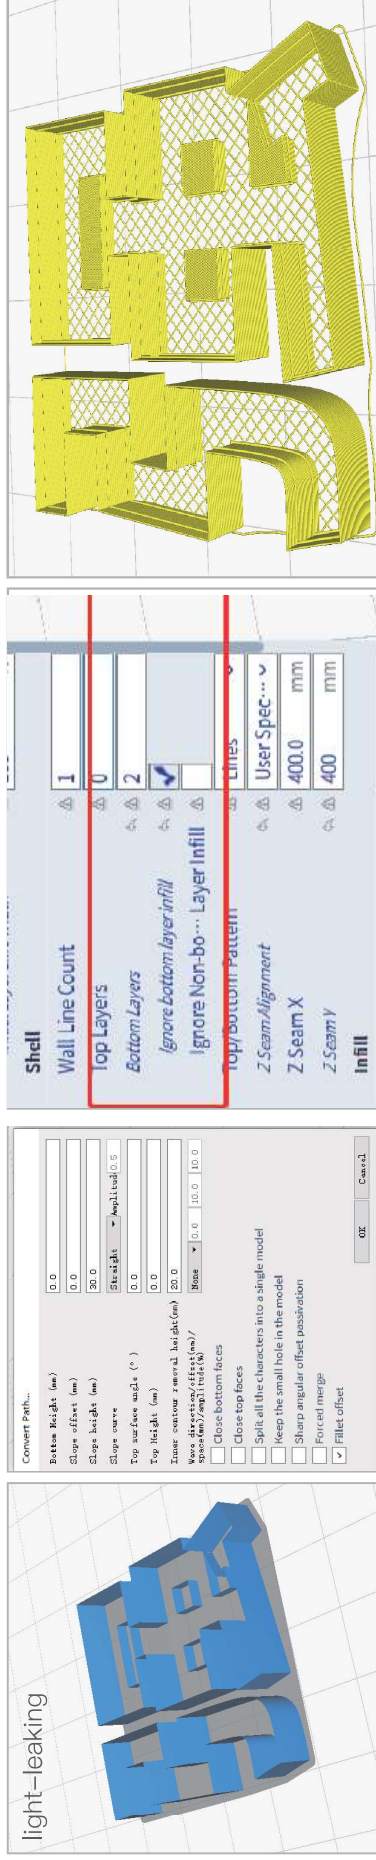 light-leaking
Convert Path...
Bottom Height (mm) 0.0
Slope offset (mm) 0.0
Slope height (mm) 30.0
Slope curve Straight Amplitud 0.5
Top surface angle (° ) 0.0
Top Height (mm) 0.0
Inner contour removal height(mm) 20.0
Wave direction/offset(mm)/
space(mm)/amplitude(%) None 0.0 10.0 10.0
Close bottom faces
Close top faces
Split all the characters into a single model
Keep the small hole in the model
Sharp angular offset passivation
Forced merge
Fillet offset
OK Cancel
Shell
Wall Line Count 1
Top Layers 0
Bottom Layers 2
Ignore bottom layer infill
Ignore Non-bo··· Layer Infill
Top/Bottom Pattern Lines
Z Seam Alignment User Spec···
Z Seam X 400.0 mm
Z Seam Y 400 mm
Infill